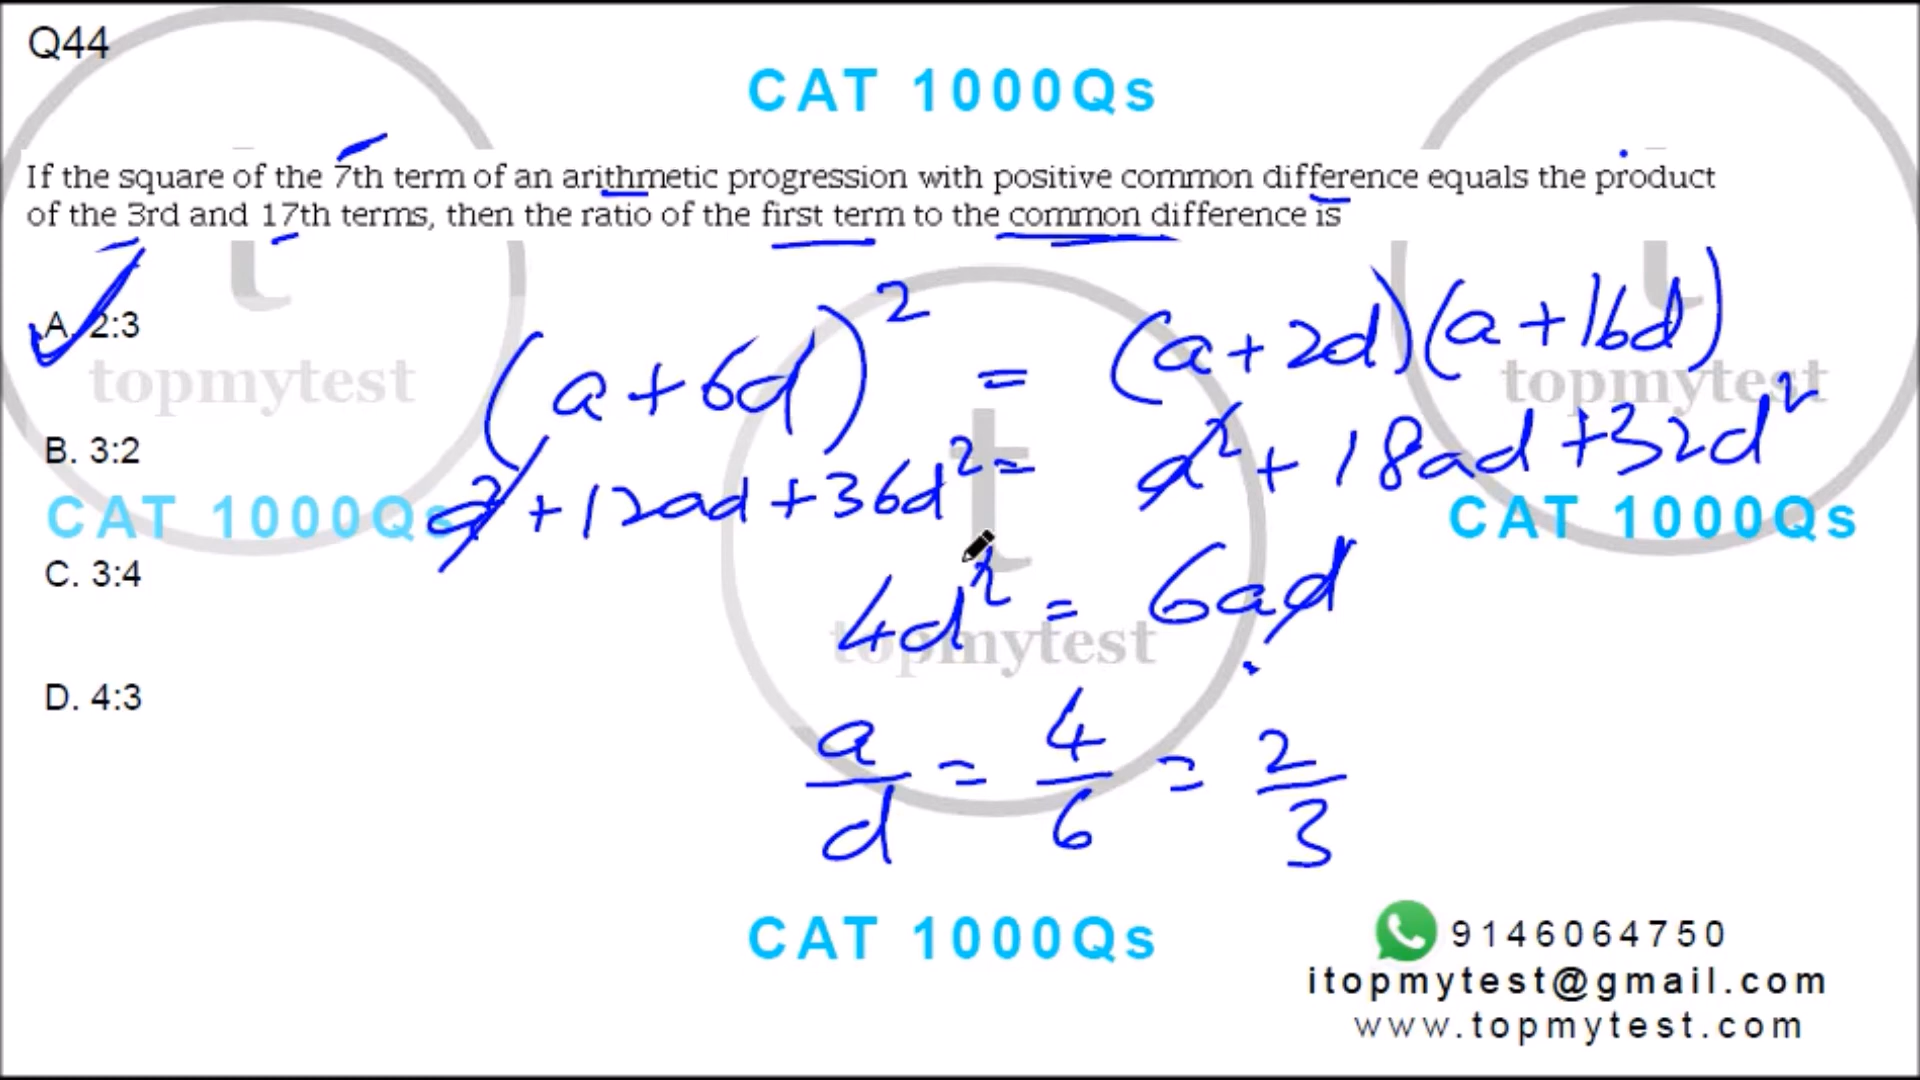 Q44
CAT 1000Qs
If the square of the 7th term of an arithmetic progression with positive common difference equals the product
of the 3rd and 17th terms, then the ratio of the first term to the common difference is
A. 2:3
(a+6d)² = (a+2d)(a+16d)
topmytest
topmytest
B. 3:2
a²+12ad+36d² = a²+18ad+32d²
CAT 1000Qs
CAT 1000Qs
C. 3:4
4d² = 6ad
topmytest
D. 4:3
a/d = 4/6 = 2/3
CAT 1000Qs
9146064750
itopmytest@gmail.com
www.topmytest.com